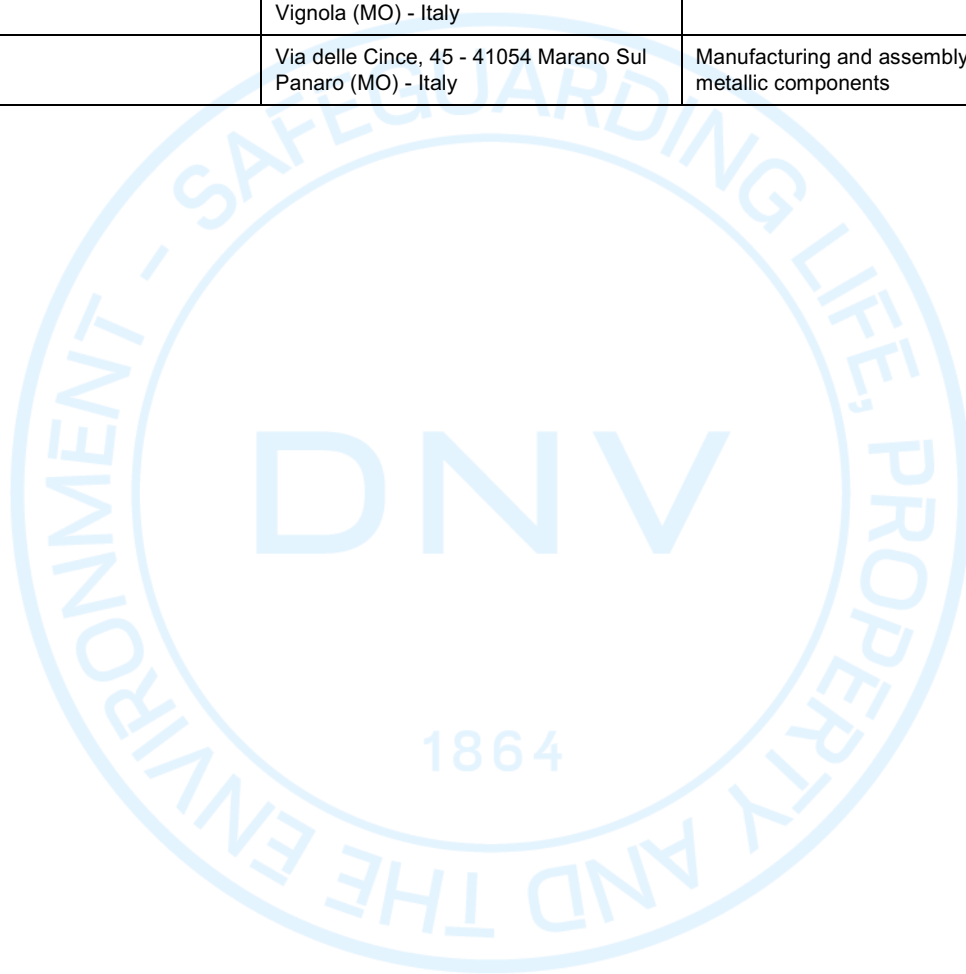 Vignola (MO) - Italy
Via delle Cince, 45 - 41054 Marano Sul
Panaro (MO) - Italy
Manufacturing and assembly
metallic components
SAFEGUARDING LIFE, PROPERTY AND THE ENVIRONMENT -
DNV
1864